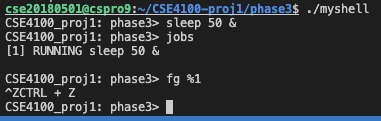 cse20180501@cspro9:~/CSE4100-proj1/phase3$ ./myshell
CSE4100_proj1: phase3> sleep 50 &
CSE4100_proj1: phase3> jobs
[1] RUNNING sleep 50 &
CSE4100_proj1: phase3> fg %1
^ZCTRL + Z
CSE4100_proj1: phase3>